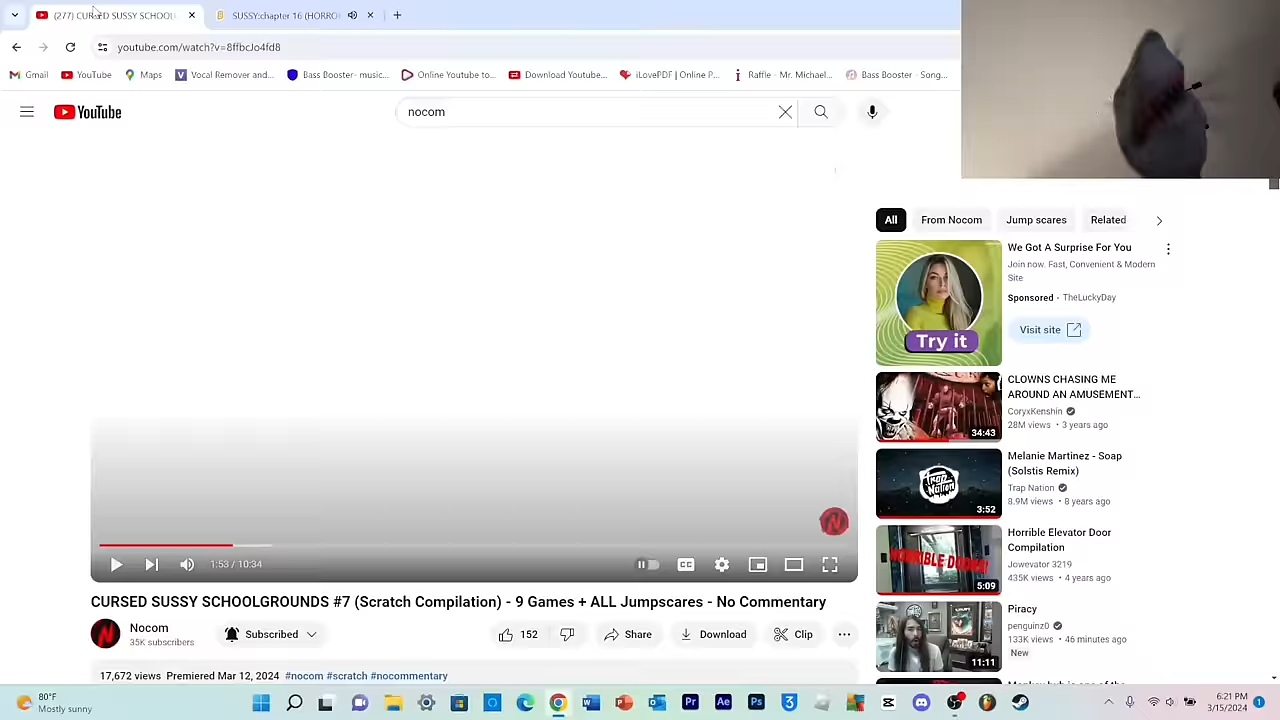 (277) CURSED SUSSY SCHOOL
SUSSY:chapter 16 (HORRO
youtube.com/watch?v=8ffbcJo4fd8
Gmail
YouTube
Maps
Vocal Remover and...
Bass Booster- music...
Online Youtube to...
Download Youtube...
iLovePDF | Online P...
Raffle - Mr. Michael...
Bass Booster - Song...
YouTube
nocom
All
From Nocom
Jump scares
Related
We Got A Surprise For You
Join now. Fast, Convenient & Modern
Site
Sponsored · TheLuckyDay
Visit site
Try it
CLOWNS CHASING ME
AROUND AN AMUSEMENT...
CoryxKenshin
28M views • 3 years ago
34:43
Melanie Martinez - Soap
(Solstis Remix)
Trap Nation
8.9M views • 8 years ago
Trap
Nation
3:52
Horrible Elevator Door
Compilation
Jowevator 3219
435K views • 4 years ago
HORRIBLE DOORS!
5:09
Piracy
penguinz0
133K views • 46 minutes ago
New
11:11
1:53 / 10:34
CURSED SUSSY SCHOOLGROUNDS #7 (Scratch Compilation) - 9 Games + ALL Jumpscares - No Commentary
Nocom
35K subscribers
Subscribed
152
Share
Download
Clip
17,672 views Premiered Mar 12,
#nocom #scratch #nocommentary
80°F
Mostly sunny
6:21 PM
3/15/2024